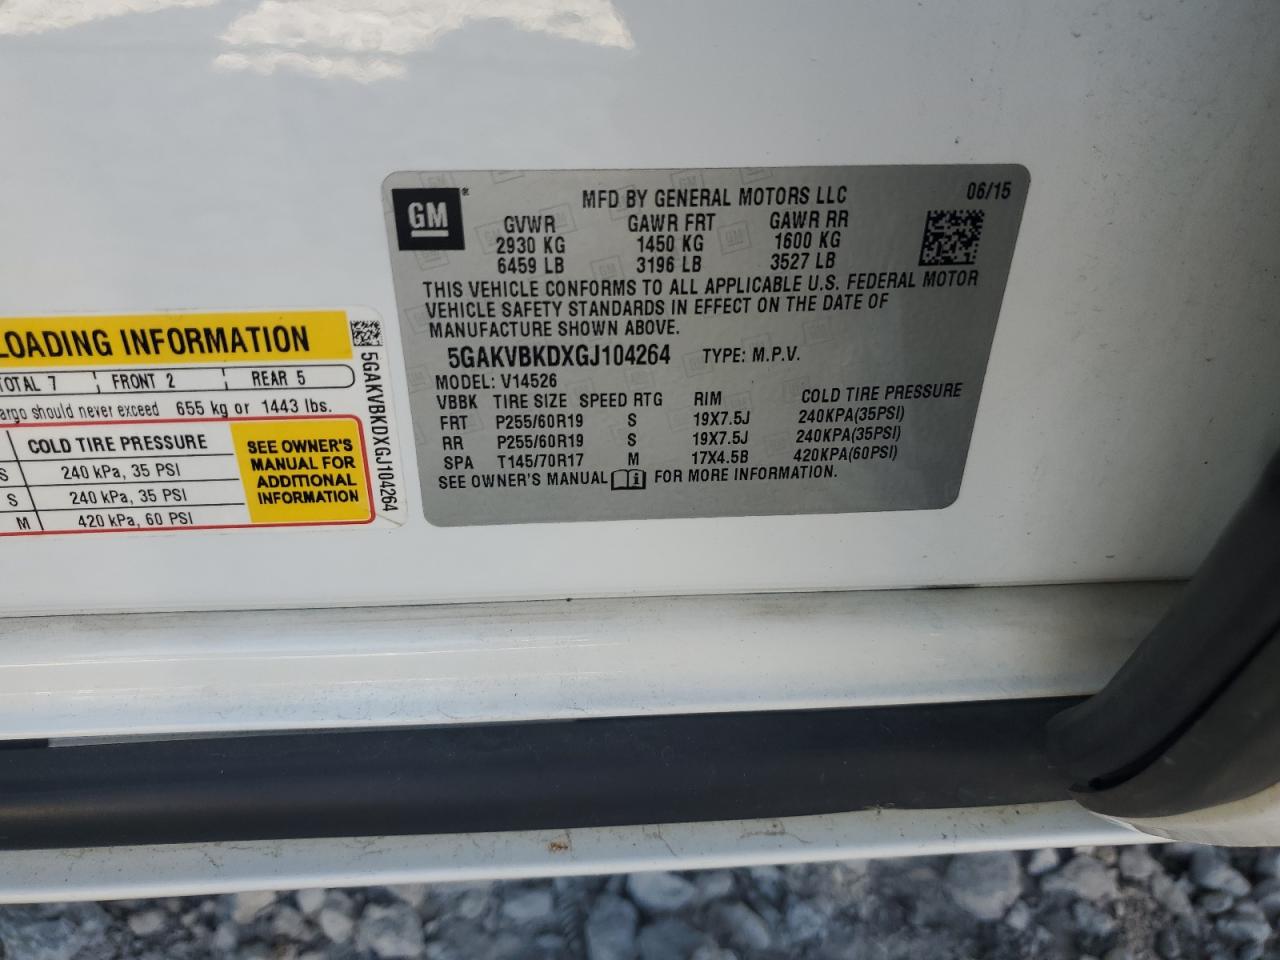 GM
MFD BY GENERAL MOTORS LLC 06/15
GVWR GAWR FRT GAWR RR
2930 KG 1450 KG 1600 KG
6459 LB 3196 LB 3527 LB
THIS VEHICLE CONFORMS TO ALL APPLICABLE U.S. FEDERAL MOTOR
VEHICLE SAFETY STANDARDS IN EFFECT ON THE DATE OF
MANUFACTURE SHOWN ABOVE.
5GAKVBKDXGJ104264 TYPE: M.P.V.
MODEL: V14526
VBBK TIRE SIZE SPEED RTG RIM COLD TIRE PRESSURE
FRT P255/60R19 S 19X7.5J 240KPA(35PSI)
RR P255/60R19 S 19X7.5J 240KPA(35PSI)
SPA T145/70R17 M 17X4.5B 420KPA(60PSI)
SEE OWNER'S MANUAL FOR MORE INFORMATION.
LOADING INFORMATION
TOTAL 7 FRONT 2 REAR 5
cargo should never exceed 655 kg or 1443 lbs.
COLD TIRE PRESSURE
S 240 kPa, 35 PSI
S 240 kPa, 35 PSI
M 420 kPa, 60 PSI
SEE OWNER'S
MANUAL FOR
ADDITIONAL
INFORMATION
5GAKVBKDXGJ104264